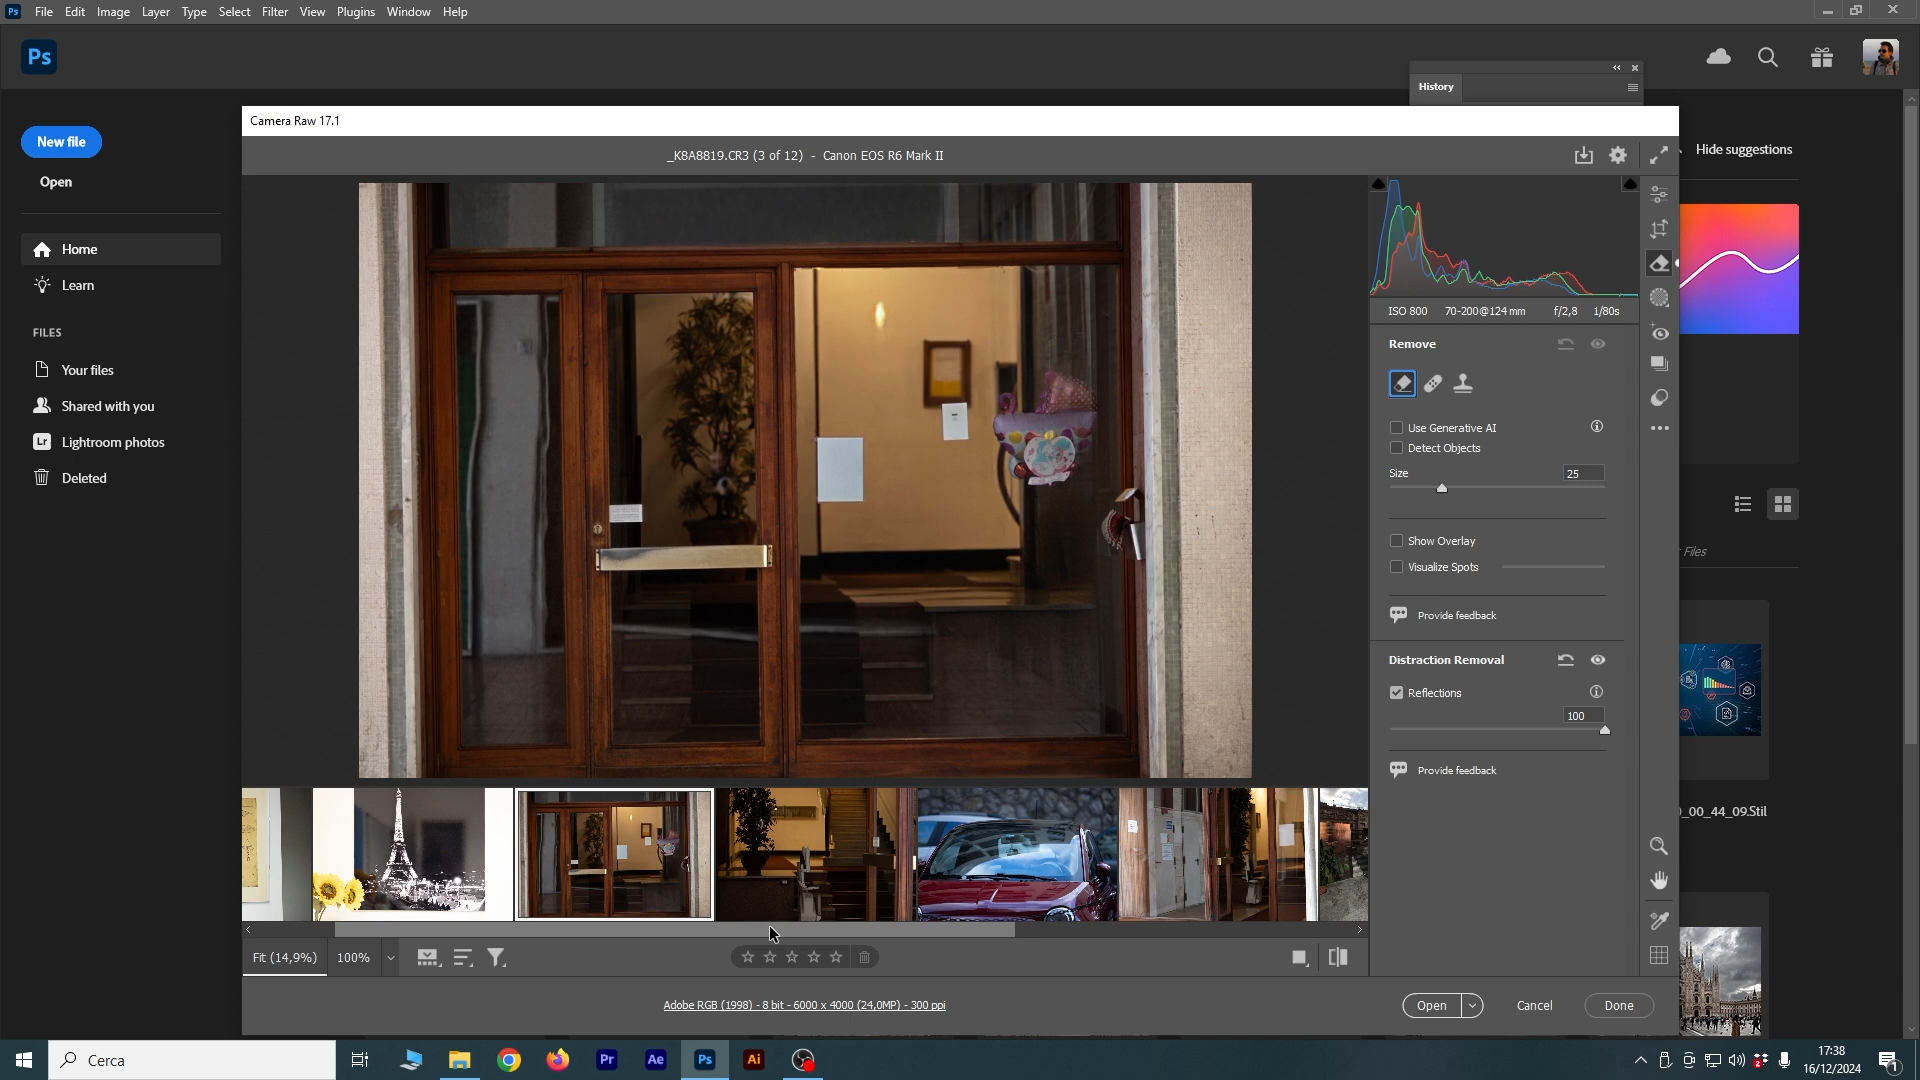 Ps File Edit Image Layer Type Select Filter View Plugins Window Help
Ps
History
Camera Raw 17.1
New file
_K8A8819.CR3 (3 of 12) - Canon EOS R6 Mark II
Hide suggestions
Open
Home
Learn
ISO 800 70-200@124 mm f/2,8 1/80s
FILES
Remove
Your files
Shared with you
Use Generative AI
Lr Lightroom photos
Detect Objects
Deleted
Size 25
Show Overlay
Files
Visualize Spots
Provide feedback
Distraction Removal
Reflections
100
Provide feedback
_00_44_09.Stil
Fit (14,9%) 100%
Adobe RGB (1998) - 8 bit - 6000 x 4000 (24,0MP) - 300 ppi
Open Cancel Done
Cerca
Pr Ae Ps Ai
2
17:38
16/12/2024
1